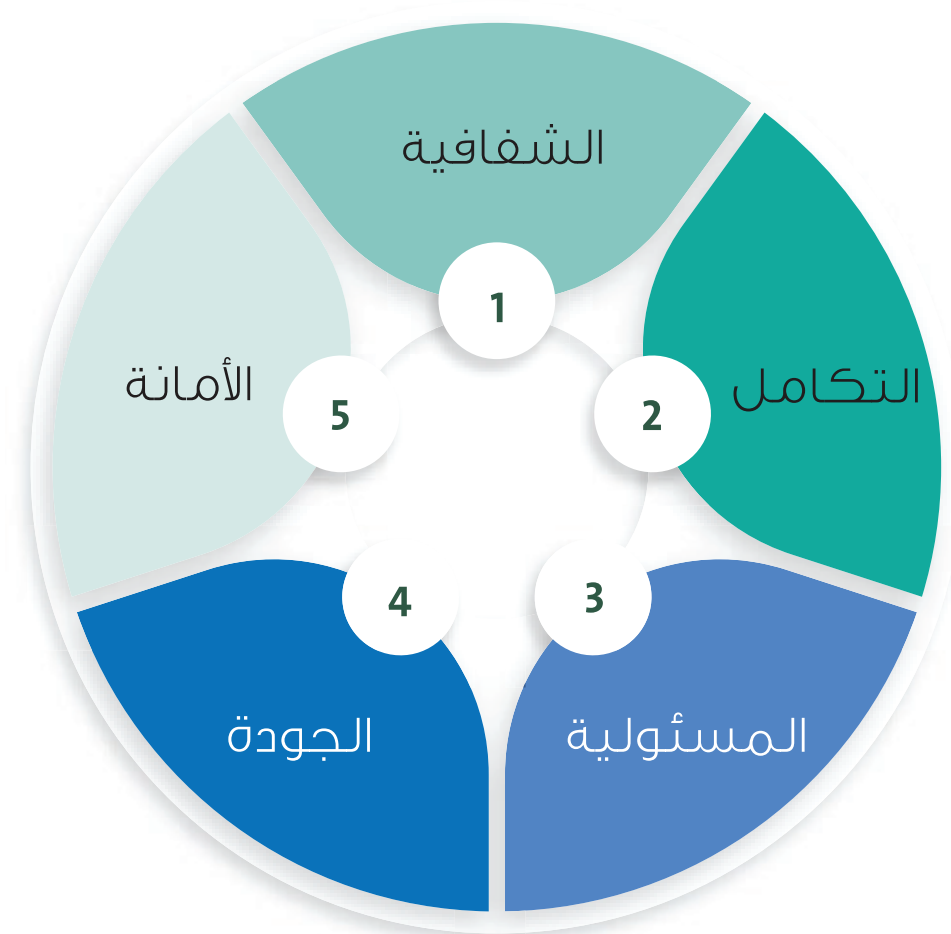 الشفافية
1
التكامل
2
المسئولية
3
الجودة
4
الأمانة
5